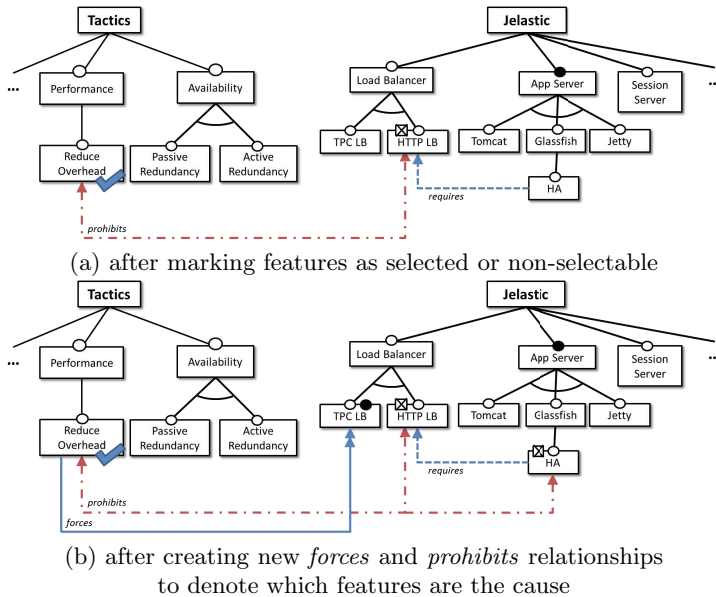 Tactics
Jelastic
Performance
Availability
Load Balancer
App Server
Session
Server
...
..
Reduce
Overhead
Passive
Redundancy
Active
Redundancy
TPC LB
HTTP LB
Tomcat
Glassfish
Jetty
HA
requires
prohibits
(a) after marking features as selected or non-selectable
Tactics
Jelastic
Performance
Availability
Load Balancer
App Server
Session
Server
...
..
Reduce
Overhead
Passive
Redundancy
Active
Redundancy
TPC LB
HTTP LB
Tomcat
Glassfish
Jetty
HA
requires
prohibits
forces
(b) after creating new forces and prohibits relationships
to denote which features are the cause